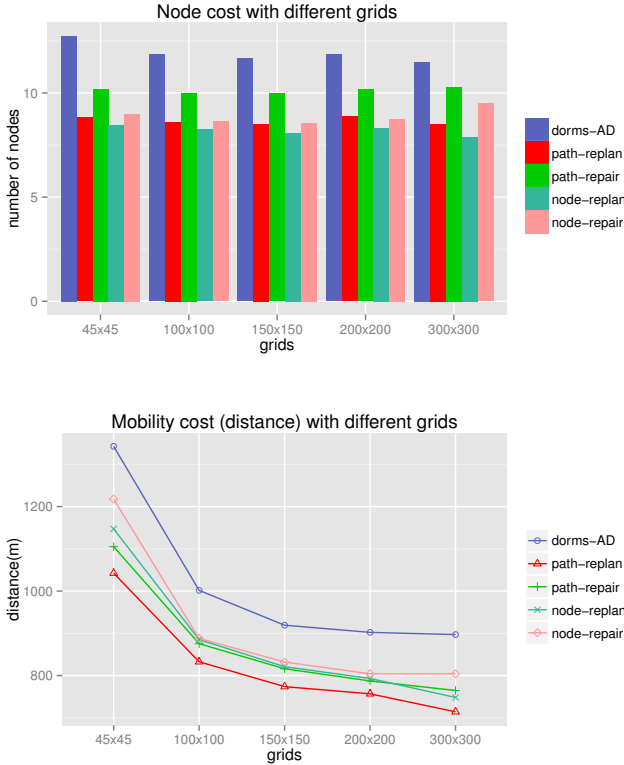 Node cost with different grids
number of nodes
10
5
0
45x45 100x100 150x150 200x200 300x300
grids
dorms-AD
path-replan
path-repair
node-replan
node-repair
Mobility cost (distance) with different grids
distance(m)
1200
1000
800
45x45 100x100 150x150 200x200 300x300
grids
dorms-AD
path-replan
path-repair
node-replan
node-repair